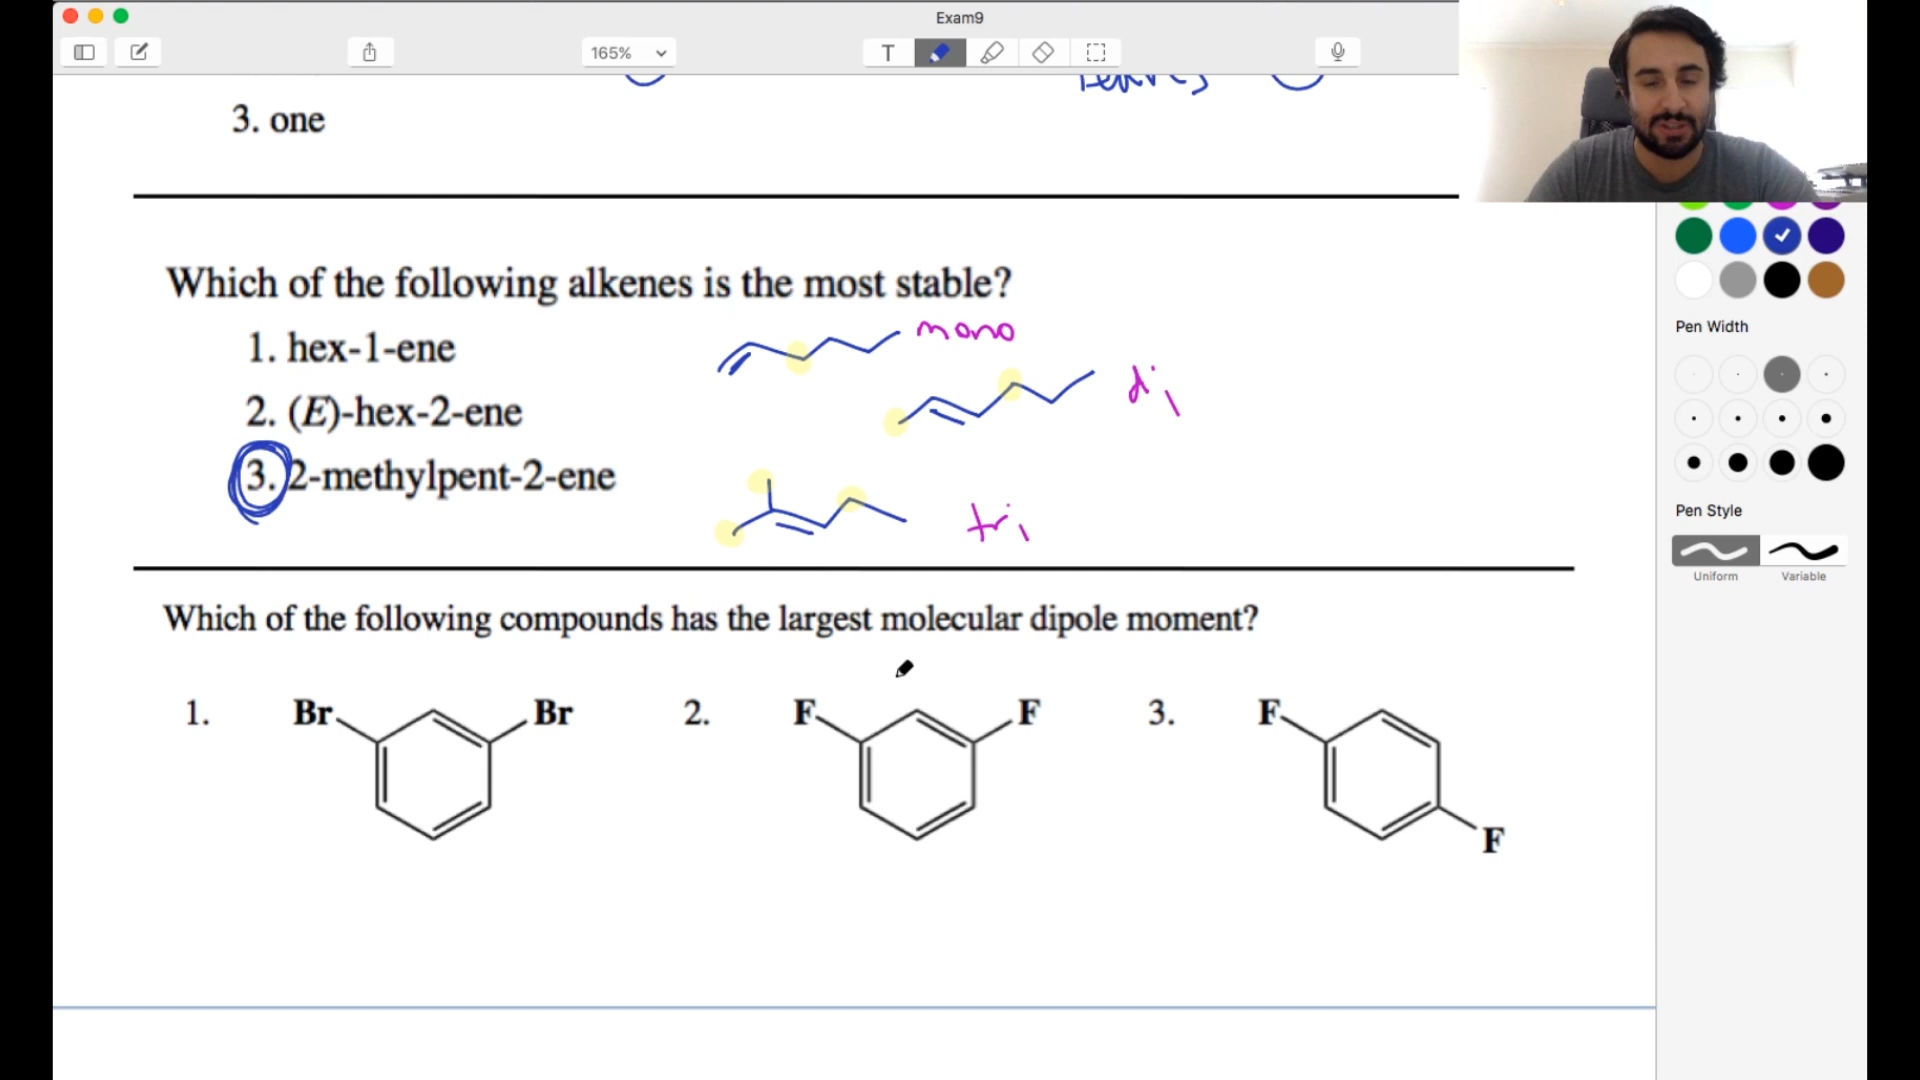 Exam9
165%
T
3. one
Which of the following alkenes is the most stable?
1. hex-1-ene
mono
2. (E)-hex-2-ene
di,
3. 2-methylpent-2-ene
tri,
Which of the following compounds has the largest molecular dipole moment?
1. Br Br 2. F F 3. F F
Pen Width
Pen Style
Uniform Variable